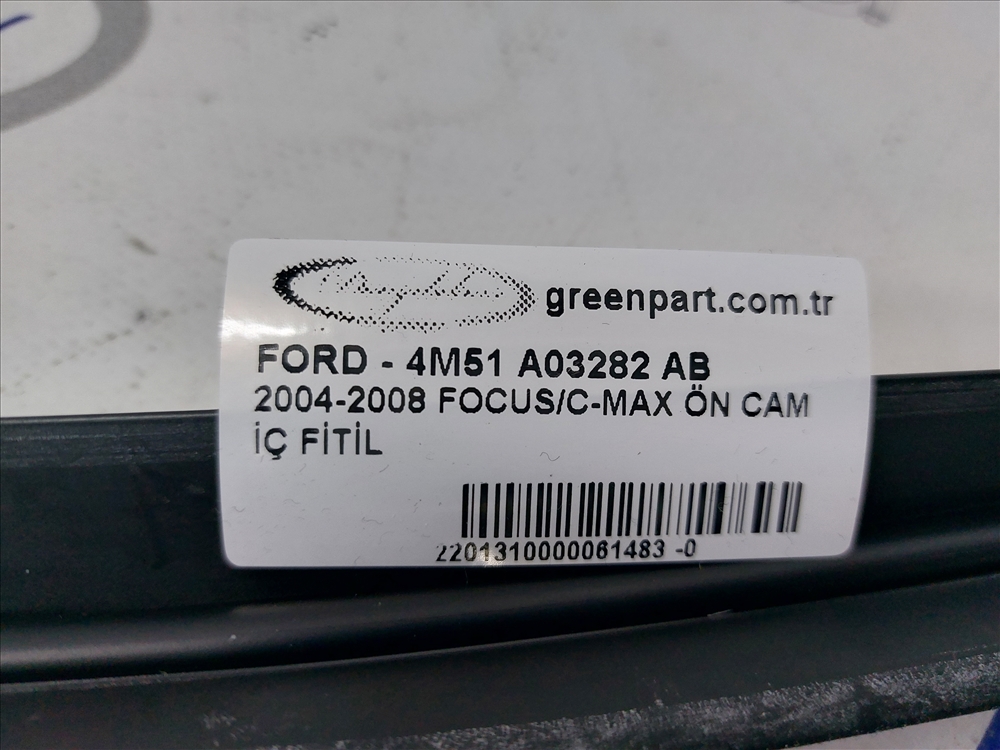 greenpart.com.tr
FORD - 4M51 A03282 AB
2004-2008 FOCUS/C-MAX ÖN CAM
İÇ FİTİL
2201310000061483 -0